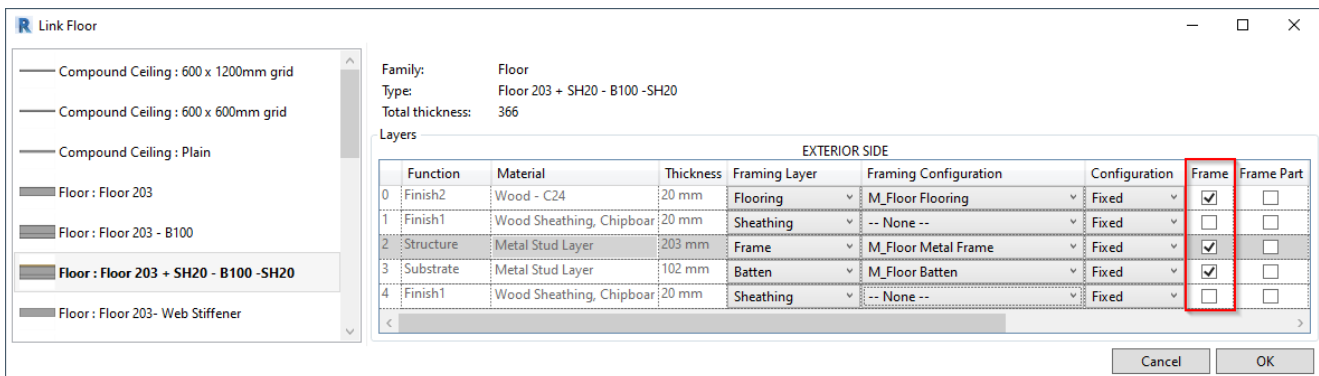 Link Floor
Compound Ceiling : 600 x 1200mm grid
Compound Ceiling : 600 x 600mm grid
Compound Ceiling : Plain
Floor : Floor 203
Floor : Floor 203 - B100
Floor : Floor 203 + SH20 - B100 -SH20
Floor : Floor 203- Web Stiffener
Family: Floor
Type: Floor 203 + SH20 - B100 -SH20
Total thickness: 366
Layers
EXTERIOR SIDE
Function Material Thickness Framing Layer Framing Configuration Configuration Frame Frame Part
0 Finish2 Wood - C24 20 mm Flooring M_Floor Flooring Fixed
1 Finish1 Wood Sheathing, Chipboar 20 mm Sheathing -- None -- Fixed
2 Structure Metal Stud Layer 203 mm Frame M_Floor Metal Frame Fixed
3 Substrate Metal Stud Layer 102 mm Batten M_Floor Batten Fixed
4 Finish1 Wood Sheathing, Chipboar 20 mm Sheathing -- None -- Fixed
Cancel OK